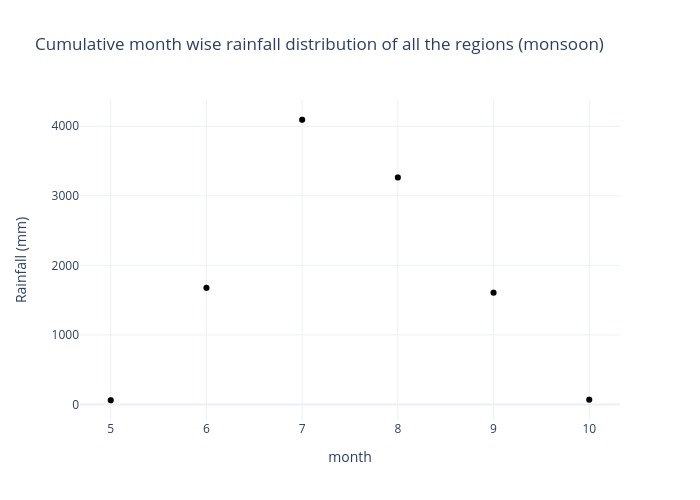 Cumulative month wise rainfall distribution of all the regions (monsoon)
4000
3000
2000
1000
0
Rainfall (mm)
5 6 7 8 9 10
month